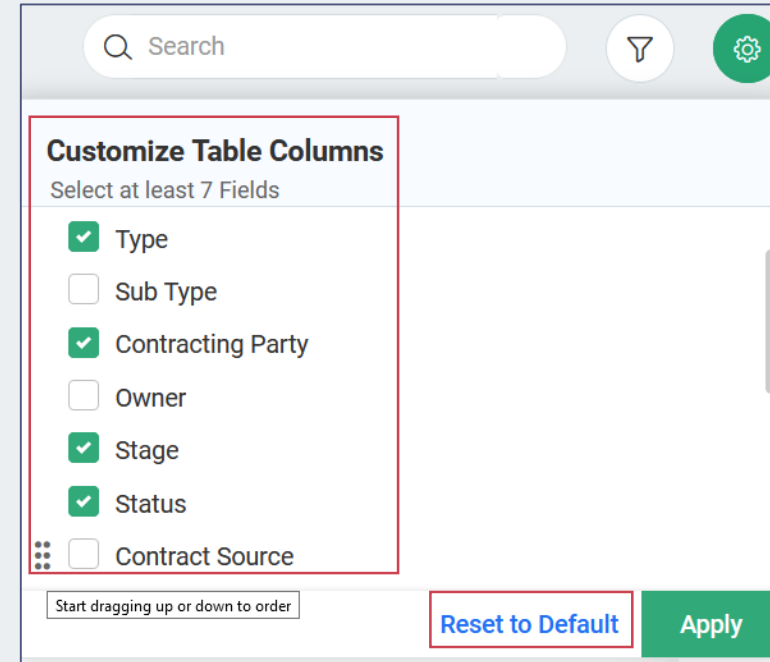 Search
Customize Table Columns
Select at least 7 Fields
Type
Sub Type
Contracting Party
Owner
Stage
Status
Contract Source
Start dragging up or down to order
Reset to Default
Apply